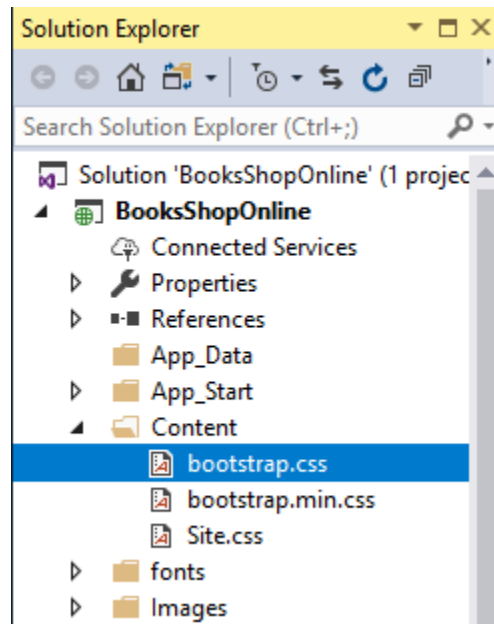 Solution Explorer
Search Solution Explorer (Ctrl+;)
Solution 'BooksShopOnline' (1 projec
BooksShopOnline
Connected Services
Properties
References
App_Data
App_Start
Content
bootstrap.css
bootstrap.min.css
Site.css
fonts
Images